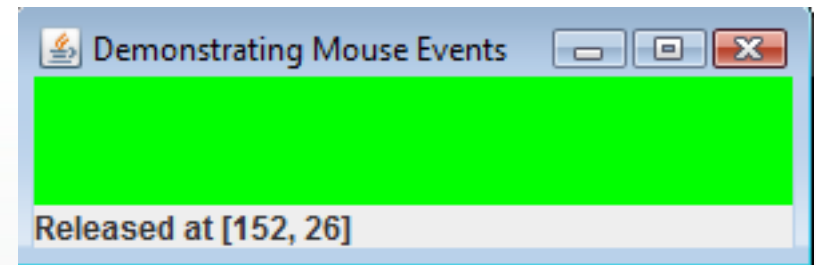 Demonstrating Mouse Events
Released at [152, 26]